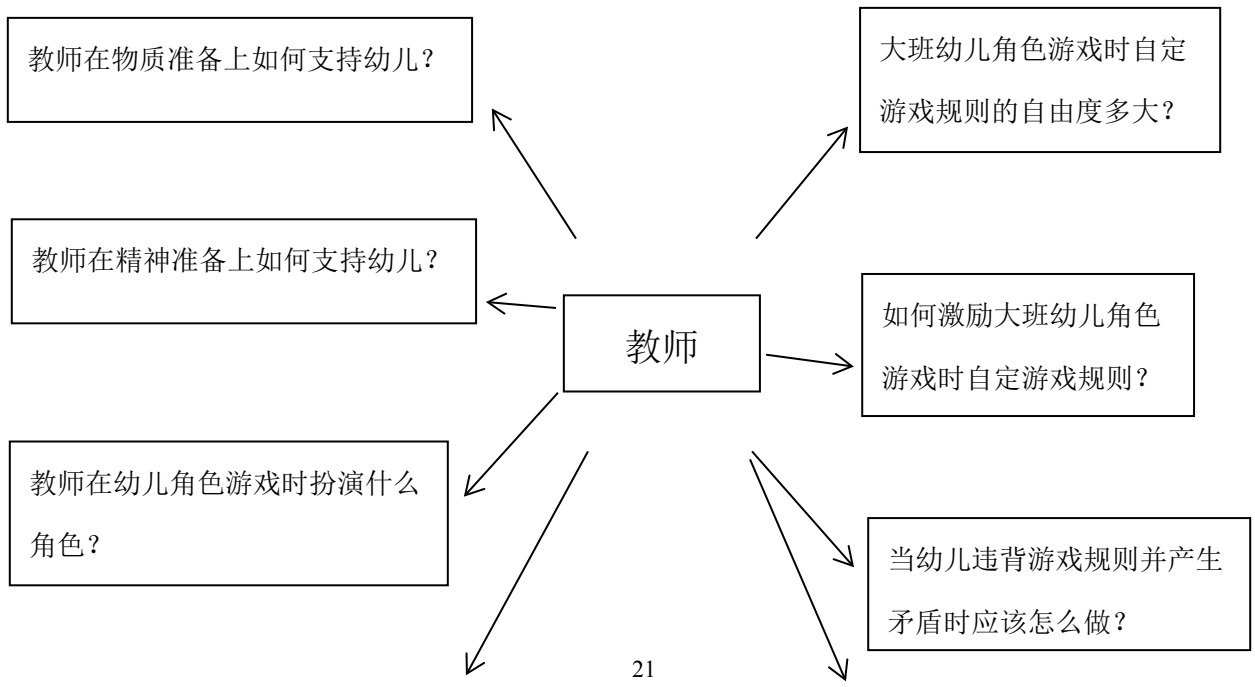 教师在物质准备上如何支持幼儿？
大班幼儿角色游戏时自定
游戏规则的自由度多大？
教师在精神准备上如何支持幼儿？
教师
如何激励大班幼儿角色
游戏时自定游戏规则？
教师在幼儿角色游戏时扮演什么
角色？
当幼儿违背游戏规则并产生
矛盾时应该怎么做？
21